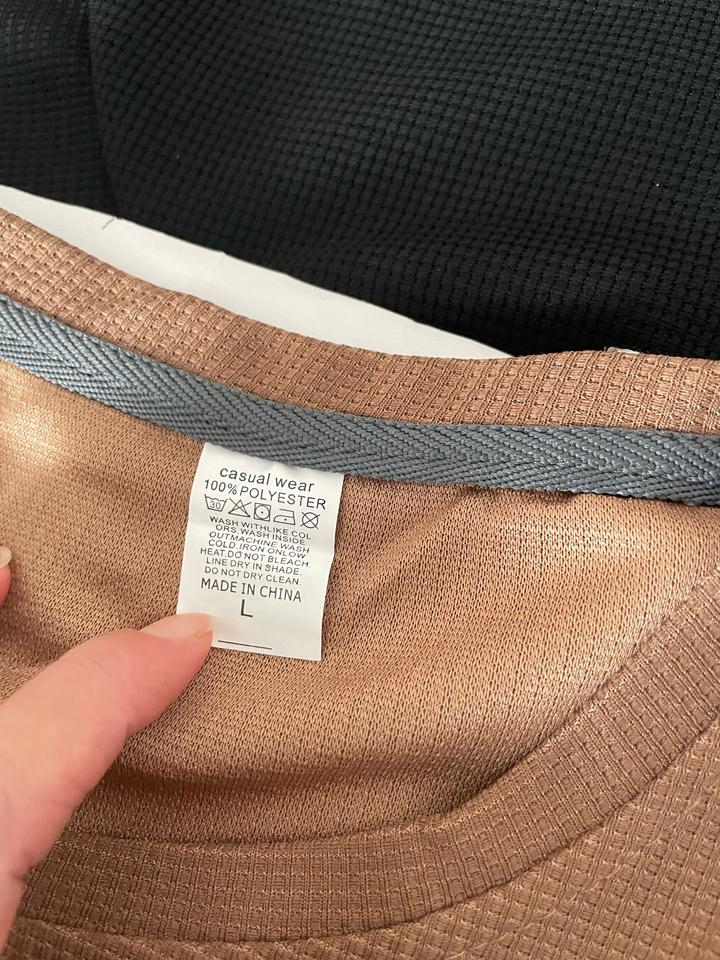 casual wear
100%POLYESTER
30
WASH WITHLIKE COL
ORS.WASH INSIDE
OUTMACHINE WASH
COLD.IRON ONLOW
HEAT.DO NOT BLEACH.
LINE DRY IN SHADE.
DO NOT DRY CLEAN.
MADE IN CHINA
L